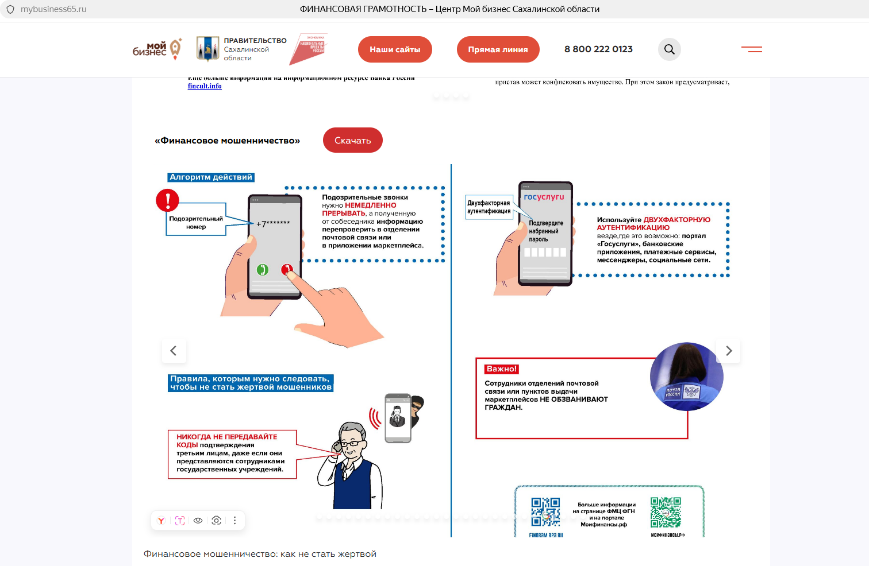 mybusiness65.ru
ФИНАНСОВАЯ ГРАМОТНОСТЬ – Центр Мой бизнес Сахалинской области
мой
бизнес
ПРАВИТЕЛЬСТВО
Сахалинской
области
Наши сайты
Прямая линия
8 800 222 0123
Еще больше информации на информационном ресурсе Банка России
fincult.info
пристав может конфисковать имущество. При этом закон предусматривает,
«Финансовое мошенничество»
Скачать
Алгоритм действий
Подозрительный
номер
+7*******
Подозрительные звонки
нужно НЕМЕДЛЕННО
ПРЕРЫВАТЬ, а полученную
от собеседника информацию
перепроверить в отделении
почтовой связи или
в приложении маркетплейса.
Двухфакторная
аутентификация
госуслуги
Подтвердите
набранный
пароль
Используйте ДВУХФАКТОРНУЮ
АУТЕНТИФИКАЦИЮ
везде,где это возможно: портал
«Госуслуги», банковские
приложения, платежные сервисы,
мессенджеры, социальные сети.
Правила, которым нужно следовать,
чтобы не стать жертвой мошенников
НИКОГДА НЕ ПЕРЕДАВАЙТЕ
КОДЫ подтверждения
третьим лицам, даже если они
представляются сотрудниками
государственных учреждений.
Важно!
Сотрудники отделений почтовой
связи или пунктов выдачи
маркетплейсов НЕ ОБЗВАНИВАЮТ
ГРАЖДАН.
Больше информации
на странице ФМЦ ФГН
и на портале
Моифинансы.рф
Финансовое мошенничество: как не стать жертвой